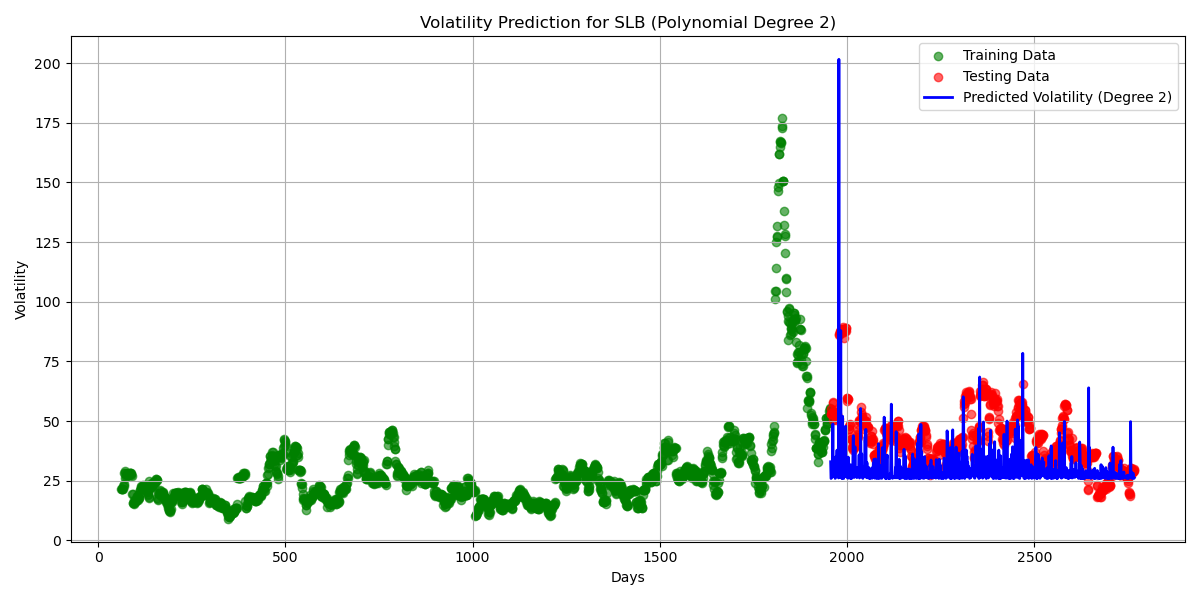 Volatility Prediction for SLB (Polynomial Degree 2)
Training Data
Testing Data
Predicted Volatility (Degree 2)
Volatility
200
175
150
125
100
75
50
25
0
0 500 1000 1500 2000 2500
Days